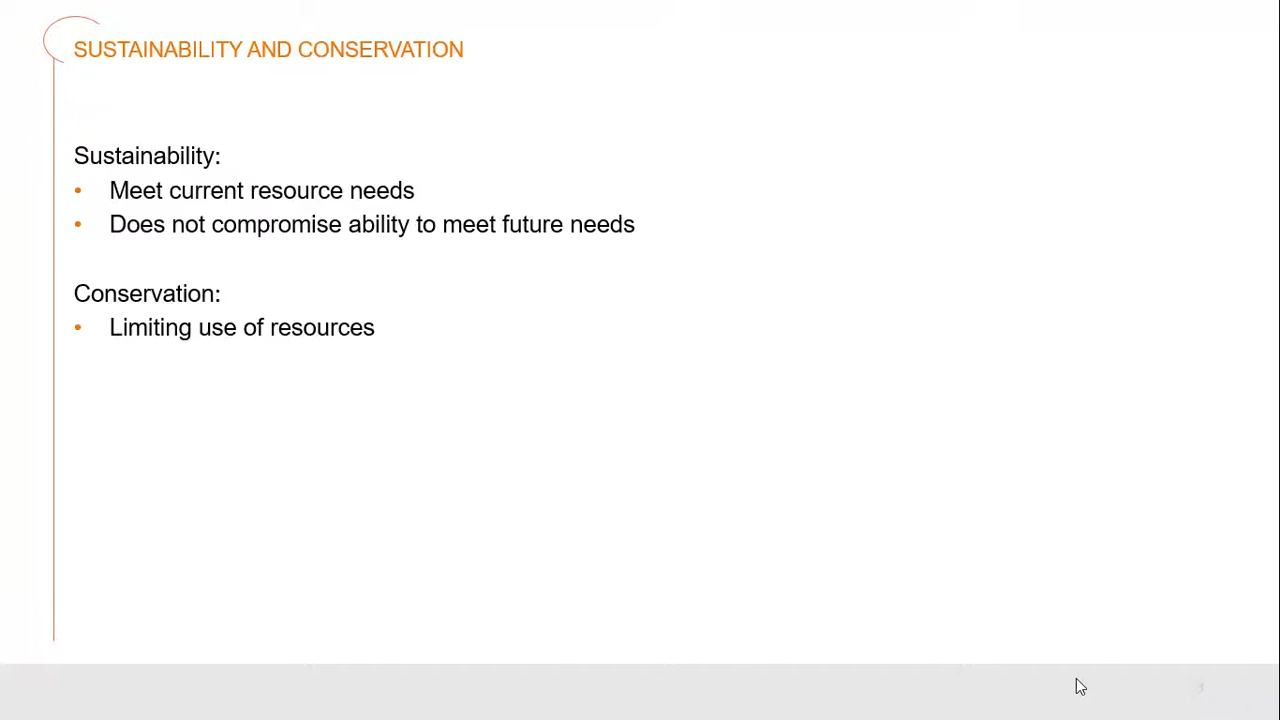 SUSTAINABILITY AND CONSERVATION
Sustainability:
• Meet current resource needs
• Does not compromise ability to meet future needs
Conservation:
• Limiting use of resources